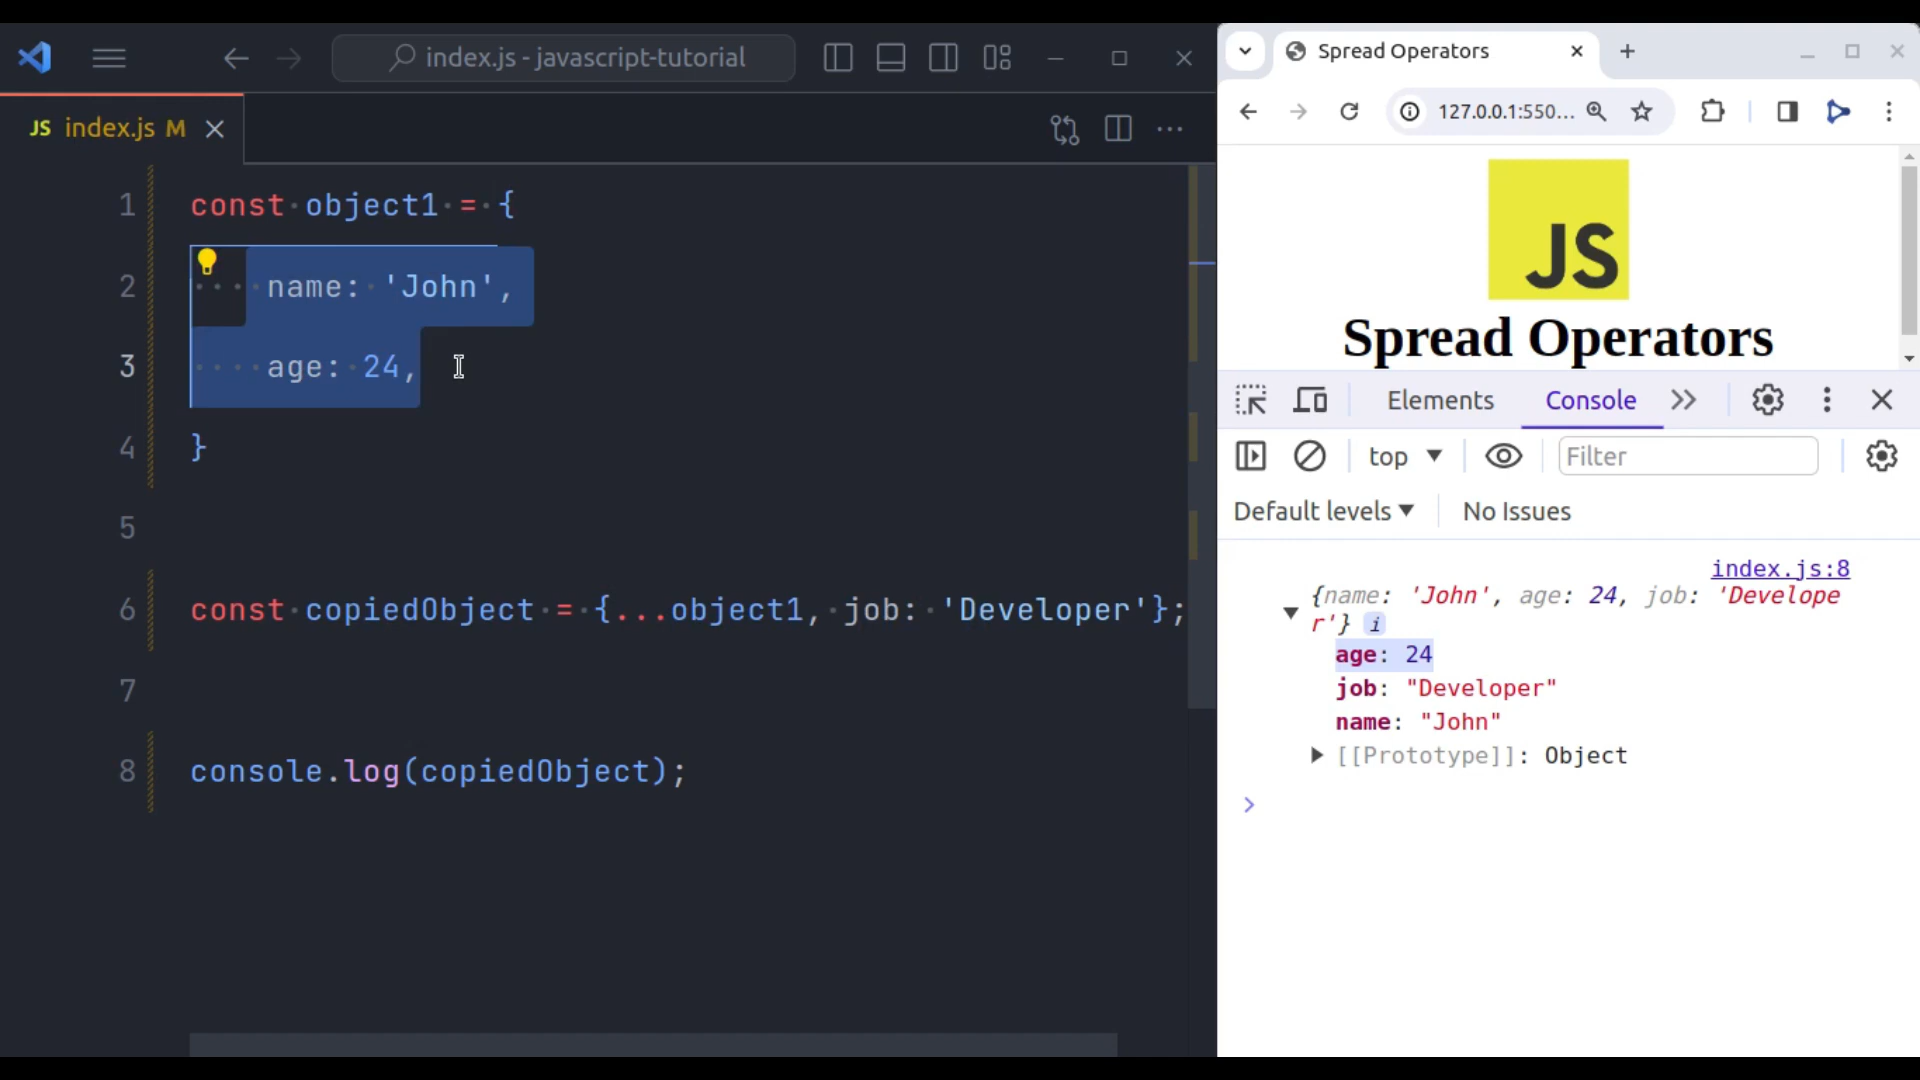 index.js - javascript-tutorial
JS index.js M
1 const object1 = {
2 name: 'John',
3 age: 24,
4 }
5
6 const copiedObject = {...object1, job: 'Developer'};
7
8 console.log(copiedObject);
Spread Operators
127.0.0.1:550...
JS
Spread Operators
Elements Console
top Filter
Default levels No Issues
index.js:8
{name: 'John', age: 24, job: 'Develope
r'} i
age: 24
job: "Developer"
name: "John"
[[Prototype]]: Object